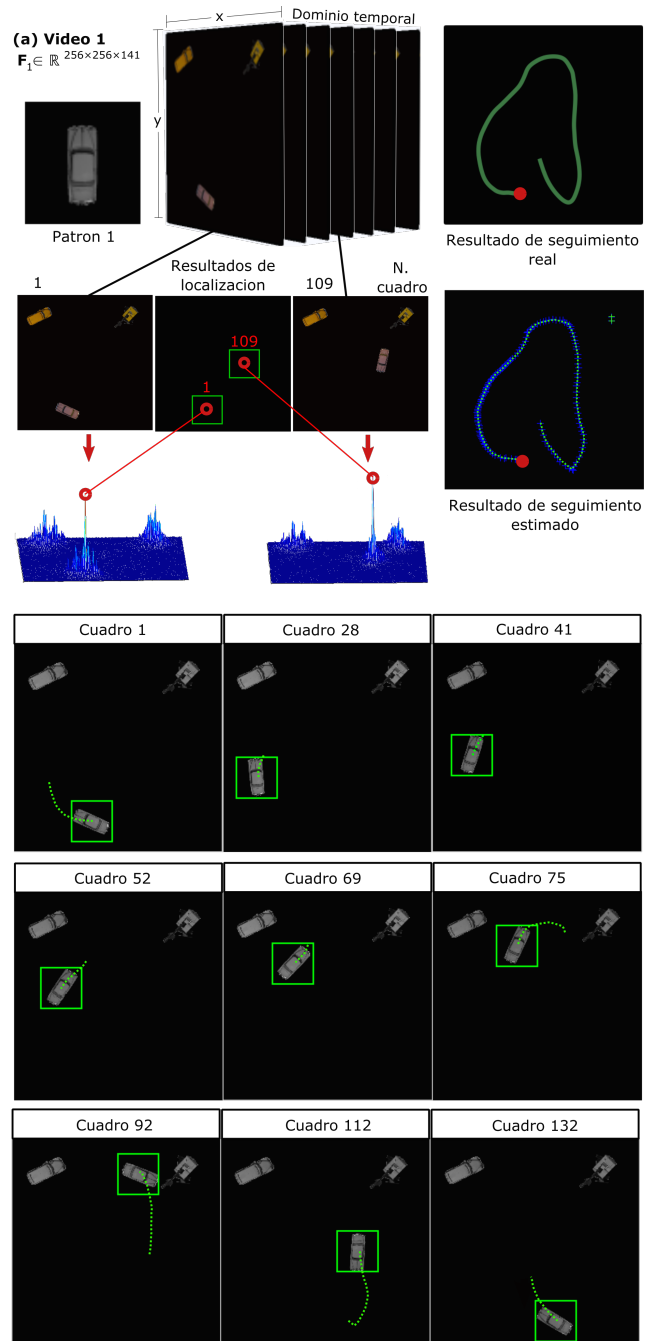 (a) Video 1
F₁∈ ℝ 256×256×141
x
Dominio temporal
y
Patron 1
Resultado de seguimiento
real
1
Resultados de
localizacion
109
N.
cuadro
109
1
Resultado de seguimiento
estimado
Cuadro 1
Cuadro 28
Cuadro 41
Cuadro 52
Cuadro 69
Cuadro 75
Cuadro 92
Cuadro 112
Cuadro 132